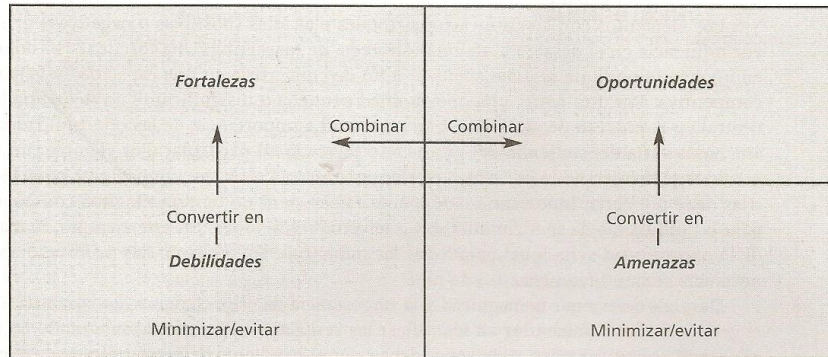 Fortalezas
Oportunidades
Combinar Combinar
Convertir en
Convertir en
Debilidades
Amenazas
Minimizar/evitar
Minimizar/evitar